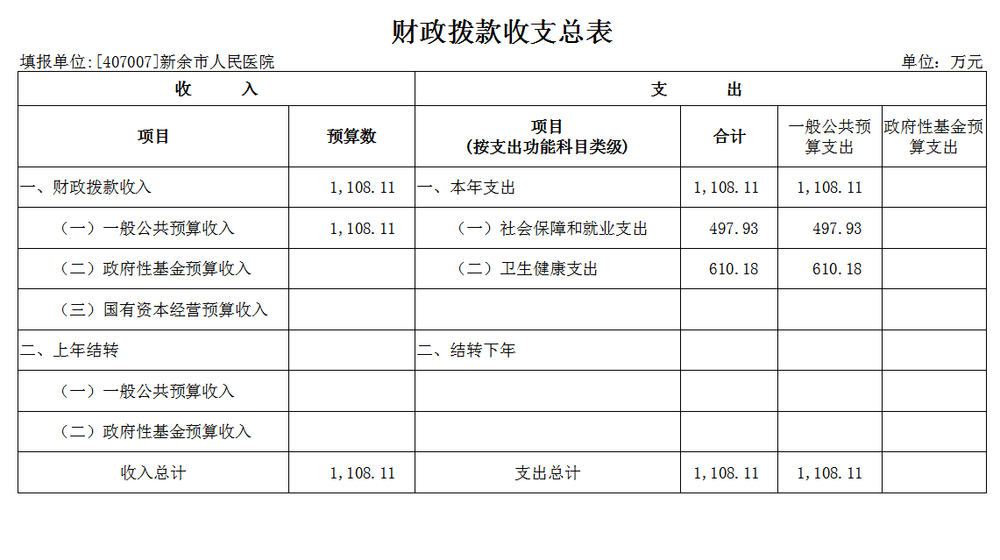 财政拨款收支总表
填报单位:[407007]新余市人民医院 单位：万元
收 入 支 出
项目 预算数 项目 (按支出功能科目类级) 合计 一般公共预算支出 政府性基金预算支出
一、财政拨款收入 1,108.11 一、本年支出 1,108.11 1,108.11
（一）一般公共预算收入 1,108.11 （一）社会保障和就业支出 497.93 497.93
（二）政府性基金预算收入 （二）卫生健康支出 610.18 610.18
（三）国有资本经营预算收入
二、上年结转 二、结转下年
（一）一般公共预算收入
（二）政府性基金预算收入
收入总计 1,108.11 支出总计 1,108.11 1,108.11